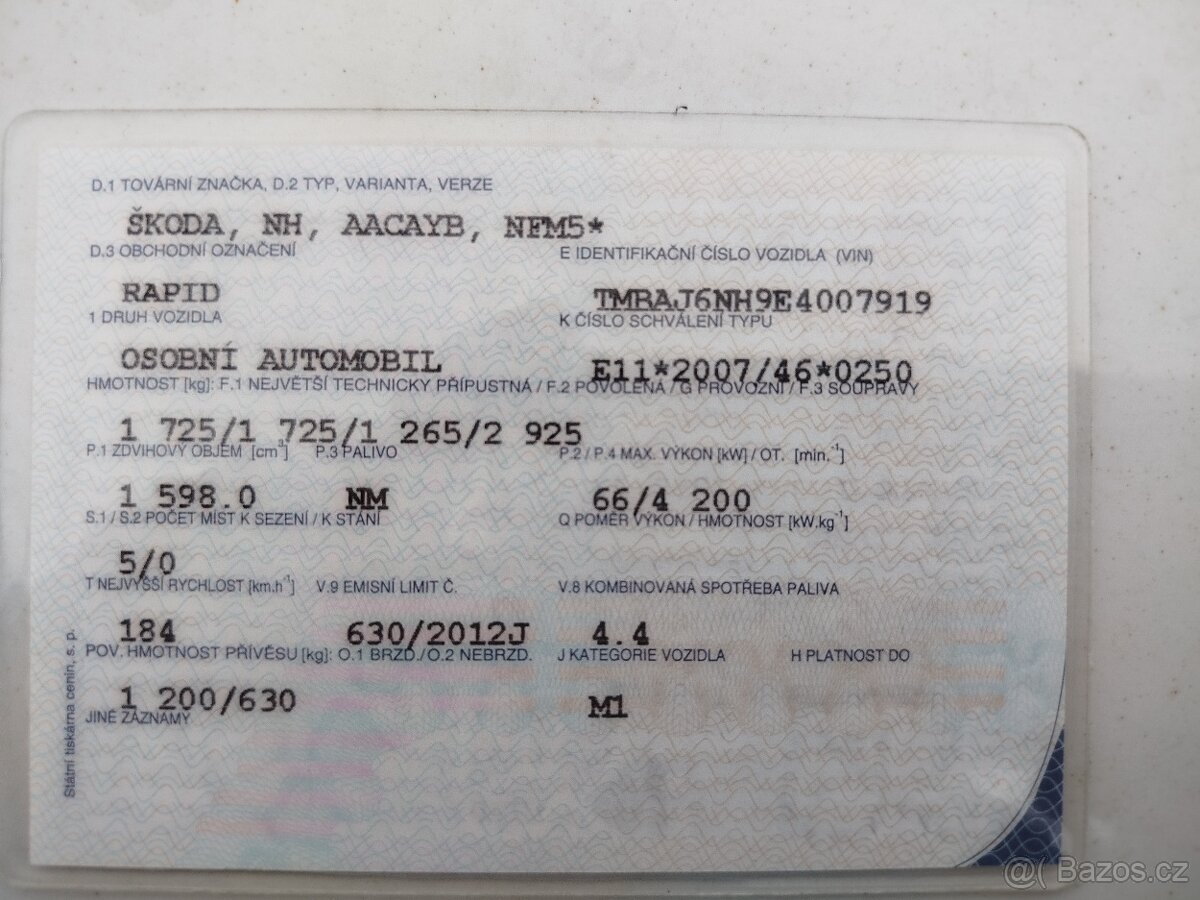 D.1 TOVÁRNÍ ZNAČKA, D.2 TYP, VARIANTA, VERZE
ŠKODA, NH, AACAYB, NFM5*
D.3 OBCHODNÍ OZNAČENÍ E IDENTIFIKAČNÍ ČÍSLO VOZIDLA (VIN)
RAPID TMBAJ6NH9E4007919
1 DRUH VOZIDLA K ČÍSLO SCHVÁLENÍ TYPU
OSOBNÍ AUTOMOBIL E11*2007/46*0250
HMOTNOST [kg]: F.1 NEJVĚTŠÍ TECHNICKY PŘÍPUSTNÁ / F.2 POVOLENÁ / G PROVOZNÍ / F.3 SOUPRAVY
1 725/1 725/1 265/2 925
P.1 ZDVIHOVÝ OBJEM [cm³] P.3 PALIVO P.2 / P.4 MAX. VÝKON [kW] / OT. [min.⁻¹]
1 598.0 NM 66/4 200
S.1 / S.2 POČET MÍST K SEZENÍ / K STÁNÍ Q POMĚR VÝKON / HMOTNOST [kW.kg⁻¹]
5/0
T NEJVYŠŠÍ RYCHLOST [km.h⁻¹] V.9 EMISNÍ LIMIT Č. V.8 KOMBINOVANÁ SPOTŘEBA PALIVA
184 630/2012J 4.4
POV. HMOTNOST PŘÍVĚSU [kg]: O.1 BRZD./O.2 NEBRZD. J KATEGORIE VOZIDLA H PLATNOST DO
1 200/630 M1
JINÉ ZÁZNAMY
Státní tiskárna cenin, s. p.
@( Bazos.cz